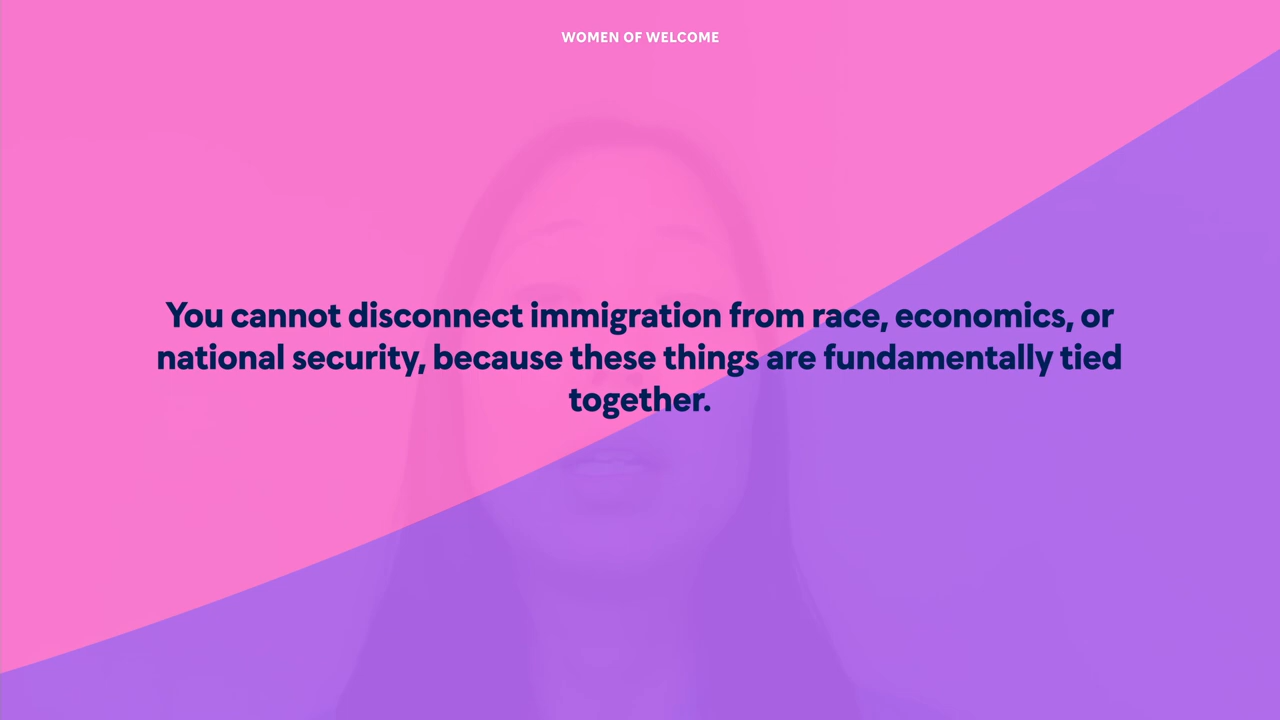 WOMEN OF WELCOME
You cannot disconnect immigration from race, economics, or
national security, because these things are fundamentally tied
together.